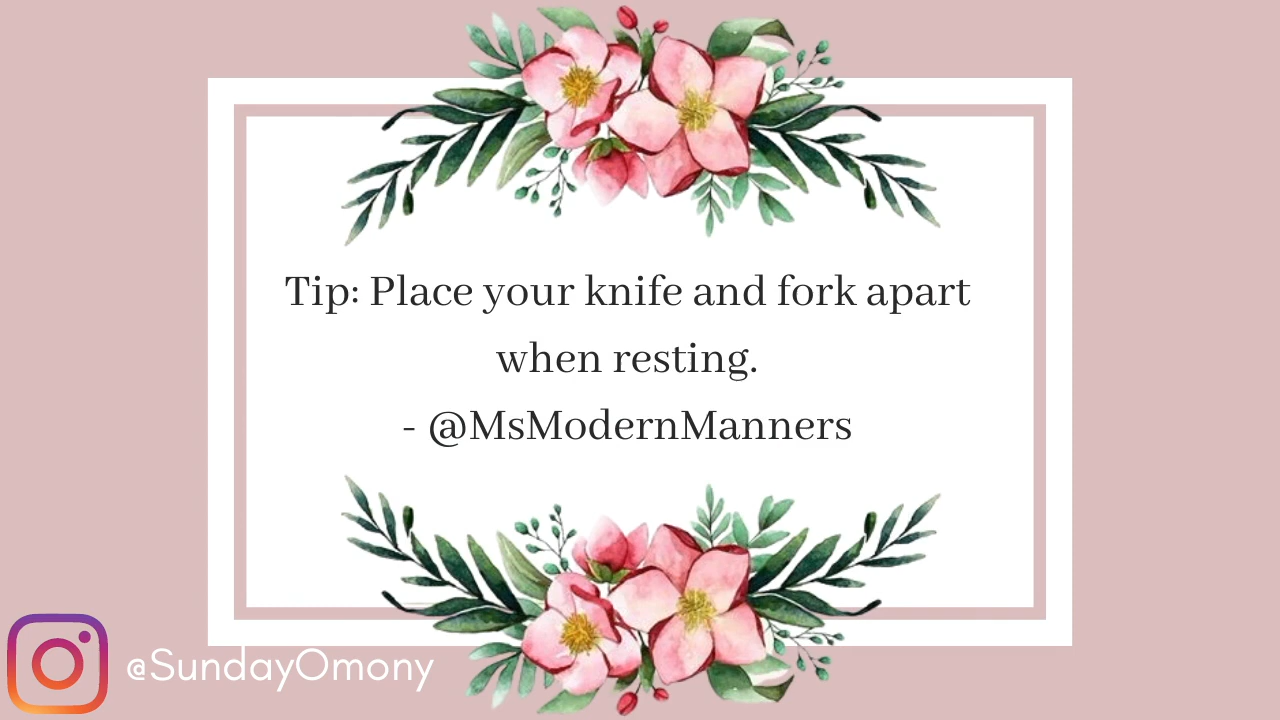 Tip: Place your knife and fork apart
when resting.
- @MsModernManners
@SundayOmony